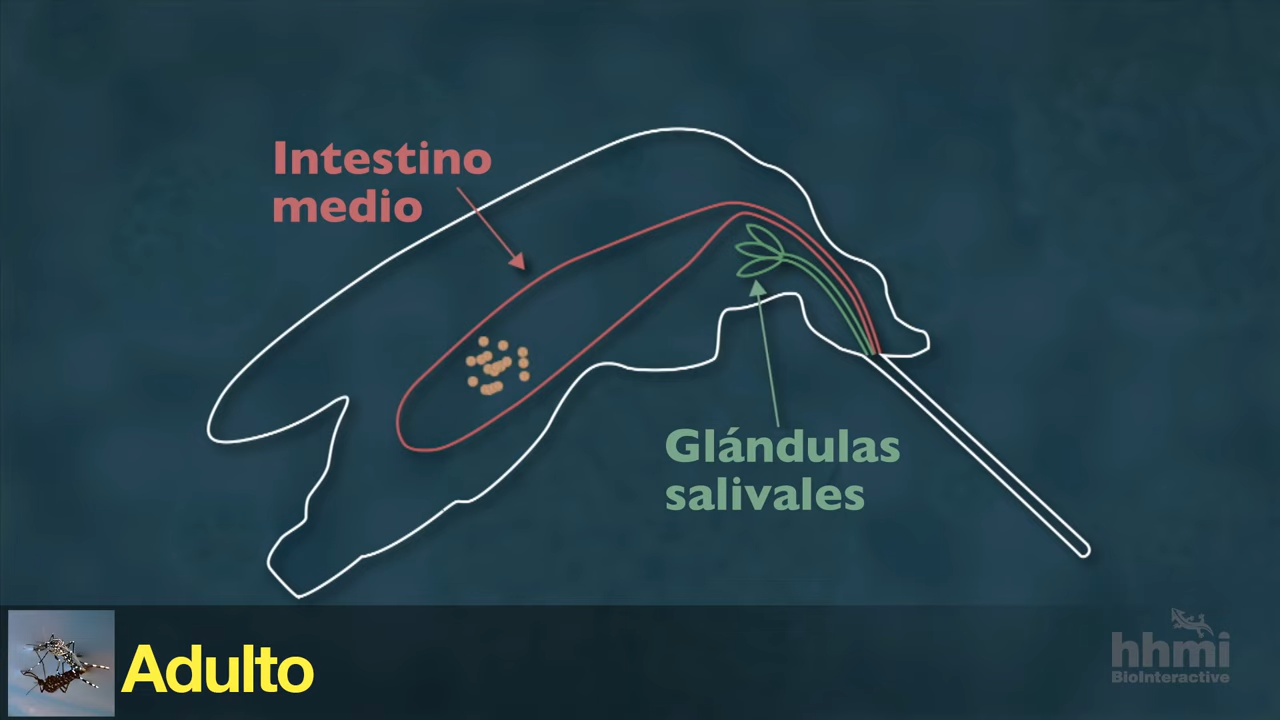 Intestino
medio
Glándulas
salivales
Adulto
hhmi
BioInteractive